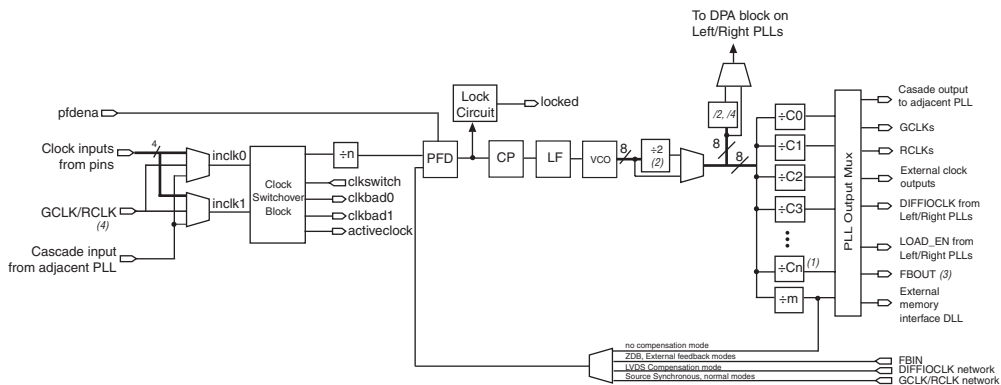 To DPA block on
Left/Right PLLs
pfdena
Lock
Circuit
locked
/2, /4
Casade output
to adjacent PLL
GCLKs
RCLKs
External clock
outputs
DIFFIOCLK from
Left/Right PLLs
LOAD_EN from
Left/Right PLLs
FBOUT (3)
External
memory
interface DLL
Clock inputs
from pins
4
inclk0
÷n
PFD
CP
LF
VCO
8
÷2
(2)
8
8
÷C0
÷C1
÷C2
÷C3
÷Cn (1)
÷m
PLL Output Mux
Clock
Switchover
Block
clkswitch
clkbad0
clkbad1
activeclock
GCLK/RCLK
(4)
inclk1
Cascade input
from adjacent PLL
no compensation mode
ZDB, External feedback modes
LVDS Compensation mode
Source Synchronous, normal modes
FBIN
DIFFIOCLK network
GCLK/RCLK network